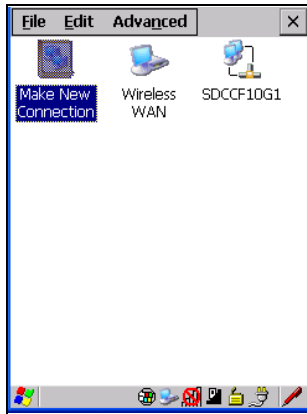 File Edit Advanced ×
Make New Connection
Wireless WAN
SDCCF10G1